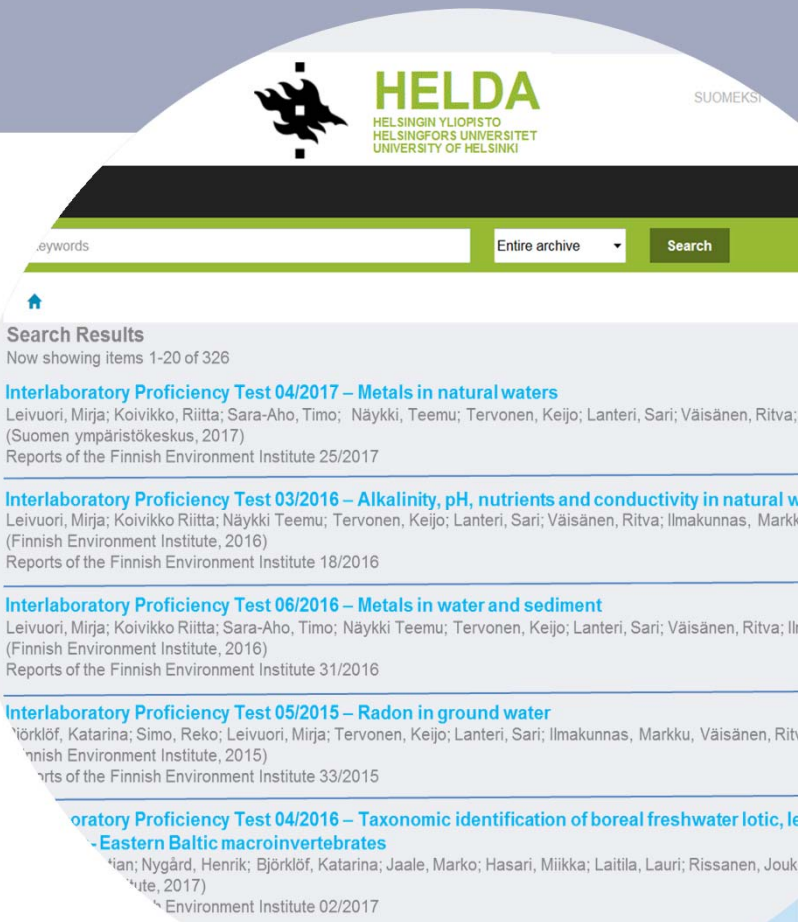 HELDA
HELSINGIN YLIOPISTO
HELSINGFORS UNIVERSITET
UNIVERSITY OF HELSINKI
SUOMEKSI
Entire archive
Search
Search Results
Now showing items 1-20 of 326
Interlaboratory Proficiency Test 04/2017 – Metals in natural waters
Leivuori, Mirja; Koivikko, Riitta; Sara-Aho, Timo; Näykki, Teemu; Tervonen, Keijo; Lanteri, Sari; Väisänen, Ritva;
(Suomen ympäristökeskus, 2017)
Reports of the Finnish Environment Institute 25/2017
Interlaboratory Proficiency Test 03/2016 – Alkalinity, pH, nutrients and conductivity in natural
Leivuori, Mirja; Koivikko Riitta; Näykki Teemu; Tervonen, Keijo; Lanteri, Sari; Väisänen, Ritva; Ilmakunnas,
(Finnish Environment Institute, 2016)
Reports of the Finnish Environment Institute 18/2016
Interlaboratory Proficiency Test 06/2016 – Metals in water and sediment
Leivuori, Mirja; Koivikko Riitta; Sara-Aho, Timo; Näykki Teemu; Tervonen, Keijo; Lanteri, Sari; Väisänen, Ritva;
(Finnish Environment Institute, 2016)
Reports of the Finnish Environment Institute 31/2016
Interlaboratory Proficiency Test 05/2015 – Radon in ground water
Katarina; Simo, Reko; Leivuori, Mirja; Tervonen, Keijo; Lanteri, Sari; Ilmakunnas, Markku, Väisänen,
Environment Institute, 2015)
of the Finnish Environment Institute 33/2015
Proficiency Test 04/2016 – Taxonomic identification of boreal freshwater lotic,
- Eastern Baltic macroinvertebrates
Nygård, Henrik; Björklöf, Katarina; Jaale, Marko; Hasari, Miikka; Laitila, Lauri; Rissanen,
2017)
Environment Institute 02/2017